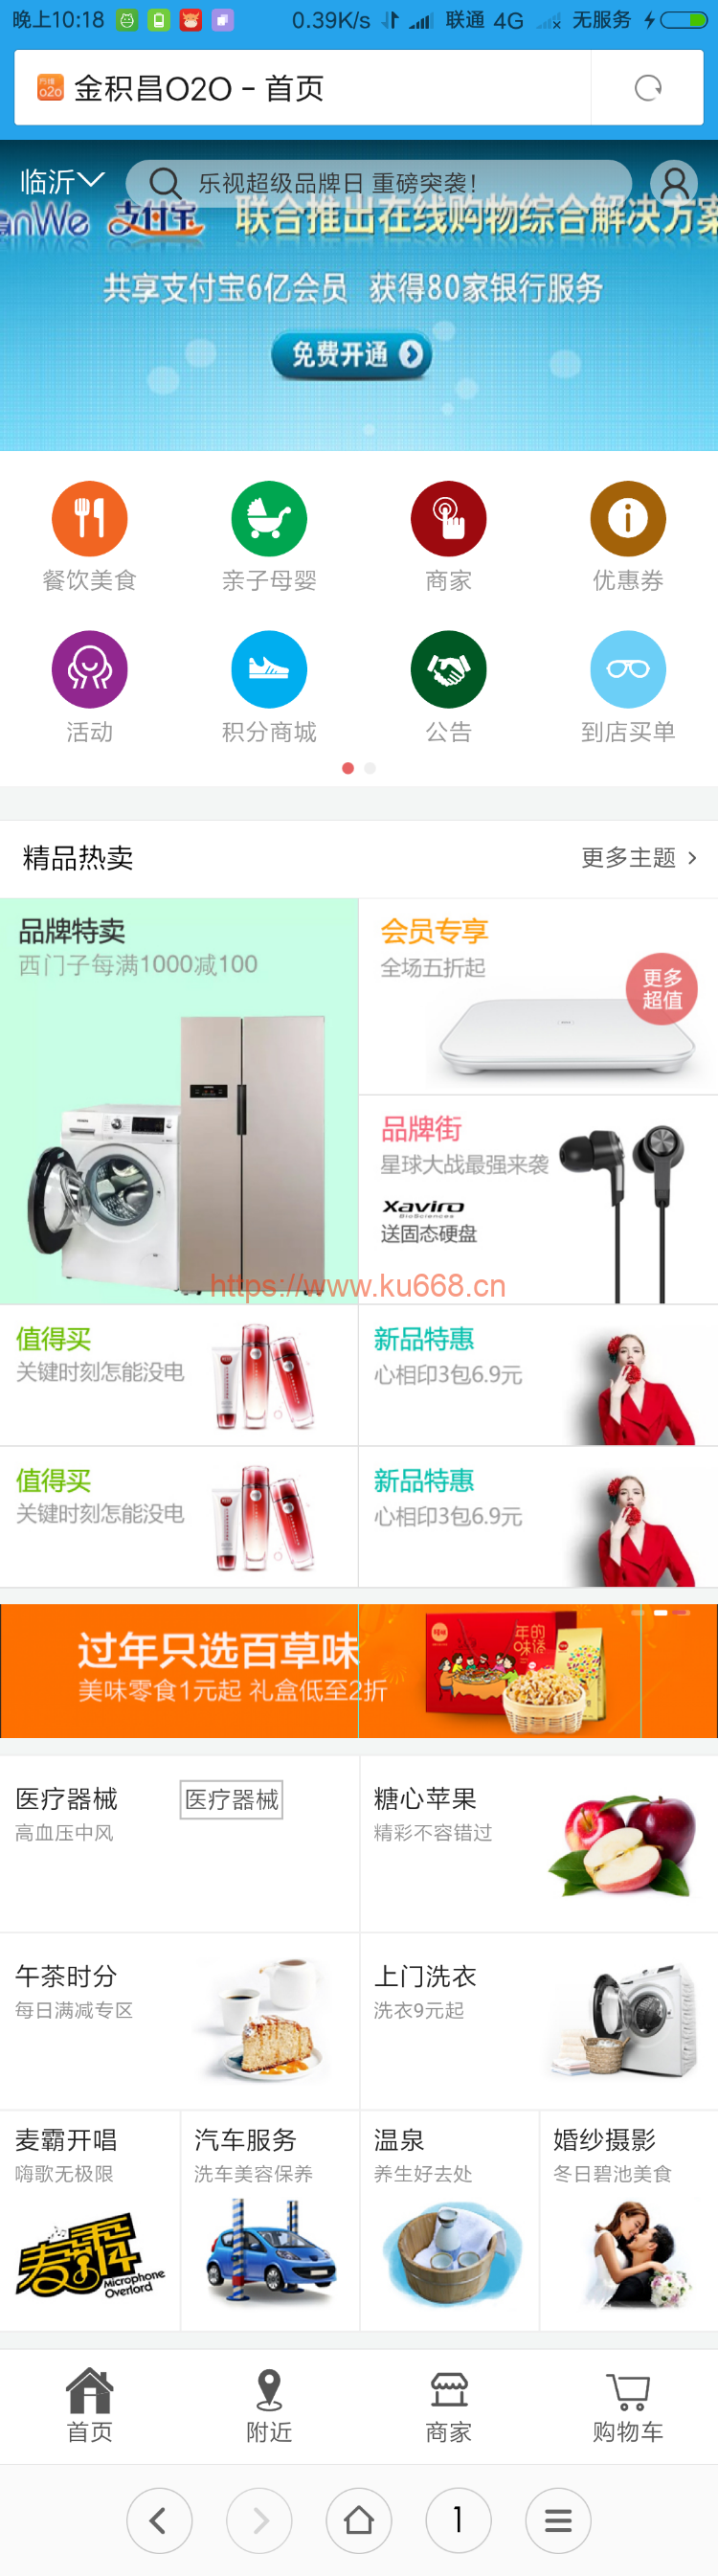 晚上10:18 0.39K/s 联通 4G 无服务
金积昌O2O - 首页
临沂 乐视超级品牌日 重磅突袭!
anWe 支付宝 联合推出在线购物综合解决方案
共享支付宝6亿会员 获得80家银行服务
免费开通
餐饮美食 亲子母婴 商家 优惠券
活动 积分商城 公告 到店买单
精品热卖 更多主题
品牌特卖
西门子每满1000减100
会员专享
全场五折起
更多
超值
品牌街
星球大战最强来袭
Xaviro
BioSciences
送固态硬盘
https://www.ku668.cn
值得买
关键时刻怎能没电
新品特惠
心相印3包6.9元
值得买
关键时刻怎能没电
新品特惠
心相印3包6.9元
过年只选百草味
美味零食1元起 礼盒低至2折
年的味道
医疗器械
高血压中风
医疗器械
糖心苹果
精彩不容错过
午茶时分
每日满减专区
上门洗衣
洗衣9元起
麦霸开唱
嗨歌无极限
麦霸
Microphone
Overlord
汽车服务
洗车美容保养
温泉
养生好去处
婚纱摄影
冬日碧池美食
首页 附近 商家 购物车
1